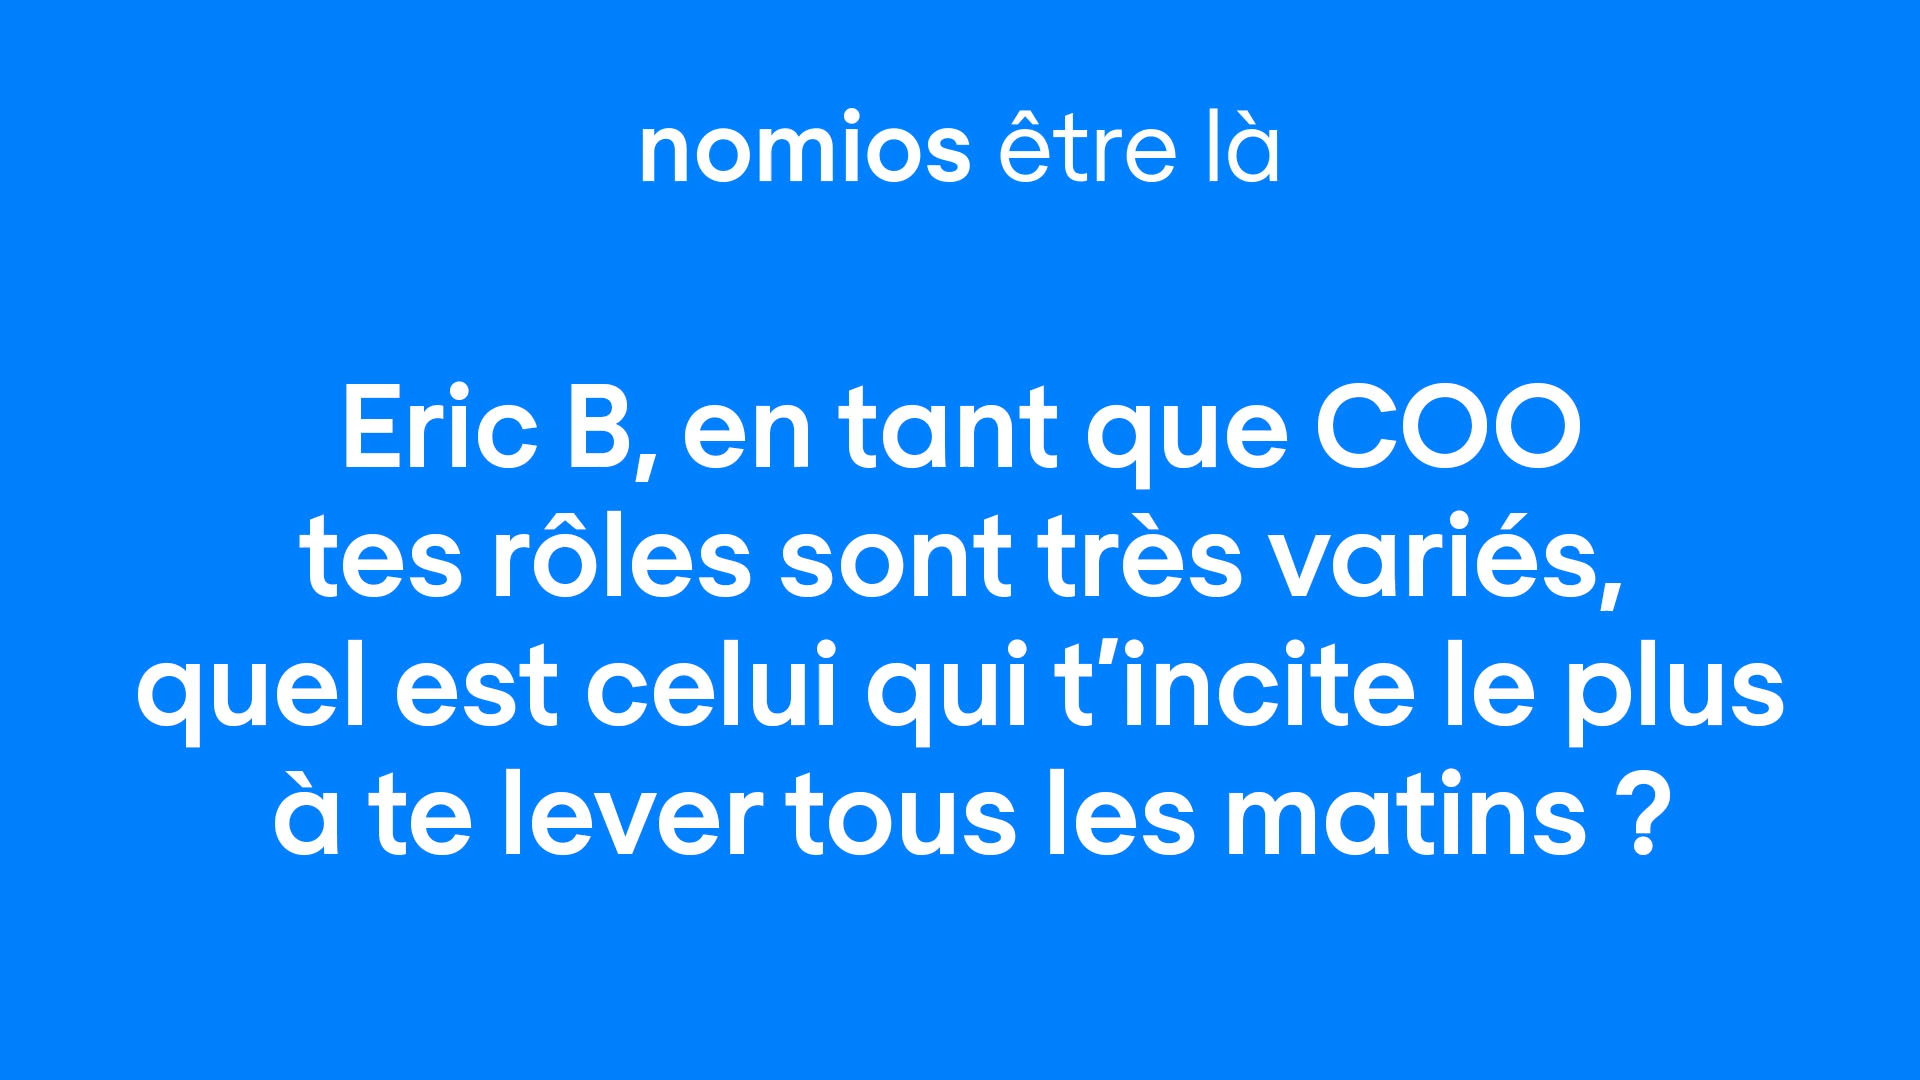 nomios être là
Eric B, en tant que COO
tes rôles sont très variés,
quel est celui qui t’incite le plus
à te lever tous les matins ?